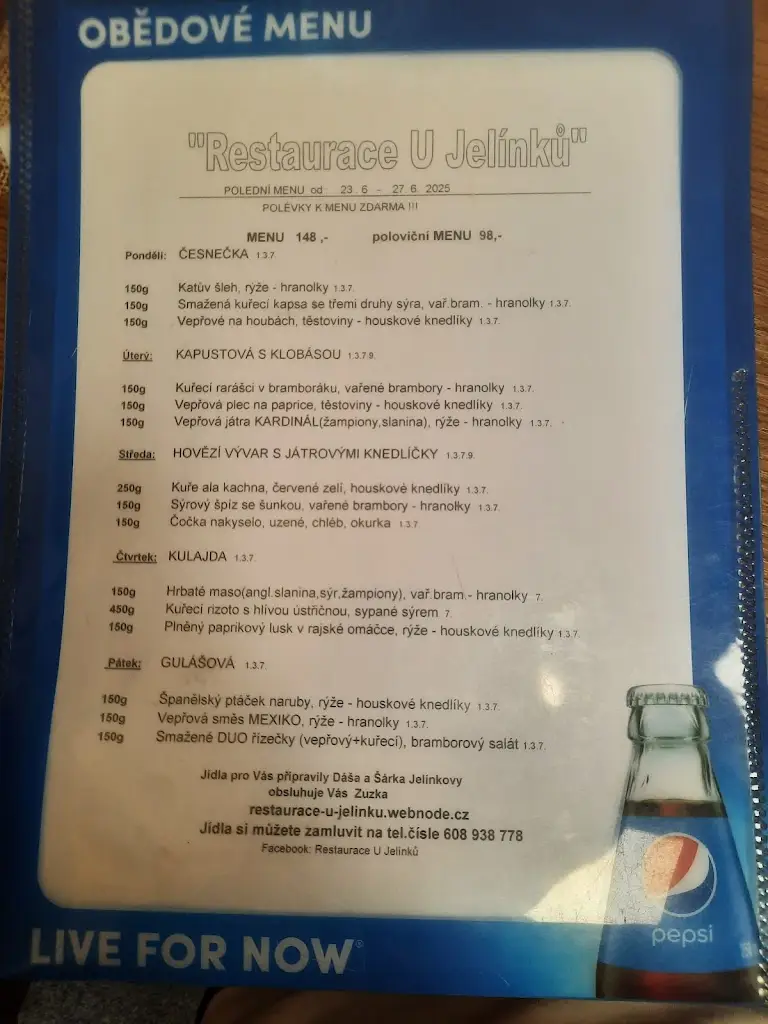 OBĚDOVÉ MENU
"Restaurace U Jelínků"
POLEDNÍ MENU od 23. 6 - 27. 6. 2025
POLÉVKY K MENU ZDARMA !!!
MENU 148 ,- poloviční MENU 98,-
Pondělí: ČESNEČKA 1.3.7.
150g Katův šleh, rýže - hranolky 1.3.7.
150g Smažená kuřecí kapsa se třemi druhy sýra, vař.bram. - hranolky 1.3.7.
150g Vepřové na houbách, těstoviny - houskové knedlíky 1.3.7.
Úterý: KAPUSTOVÁ S KLOBÁSOU 1.3.7.9.
150g Kuřecí rarášci v bramboráku, vařené brambory - hranolky 1.3.7.
150g Vepřová plec na paprice, těstoviny - houskové knedlíky 1.3.7.
150g Vepřová játra KARDINÁL(žampiony,slanina), rýže - hranolky 1.3.7.
Středa: HOVĚZÍ VÝVAR S JÁTROVÝMI KNEDLÍČKY 1.3.7.9.
250g Kuře ala kachna, červené zelí, houskové knedlíky 1.3.7.
150g Sýrový špíz se šunkou, vařené brambory - hranolky 1.3.7.
150g Čočka nakyselo, uzené, chléb, okurka 1.3.7
Čtvrtek: KULAJDA 1.3.7.
150g Hrbaté maso(angl.slanina,sýr,žampiony), vař.bram.- hranolky 7.
450g Kuřecí rizoto s hlívou ústřičnou, sypané sýrem 7.
150g Plněný paprikový lusk v rajské omáčce, rýže - houskové knedlíky 1.3.7.
Pátek: GULÁŠOVÁ 1.3.7.
150g Španělský ptáček naruby, rýže - houskové knedlíky 1.3.7.
150g Vepřová směs MEXIKO, rýže - hranolky 1.3.7.
150g Smažené DUO řízečky (vepřový+kuřecí), bramborový salát 1.3.7.
Jídla pro Vás připravily Dáša a Šárka Jelínkovy
obsluhuje Vás Zuzka
restaurace-u-jelinku.webnode.cz
Jídla si můžete zamluvit na tel.čísle 608 938 778
Facebook: Restaurace U Jelínků
pepsi
LIVE FOR NOW®